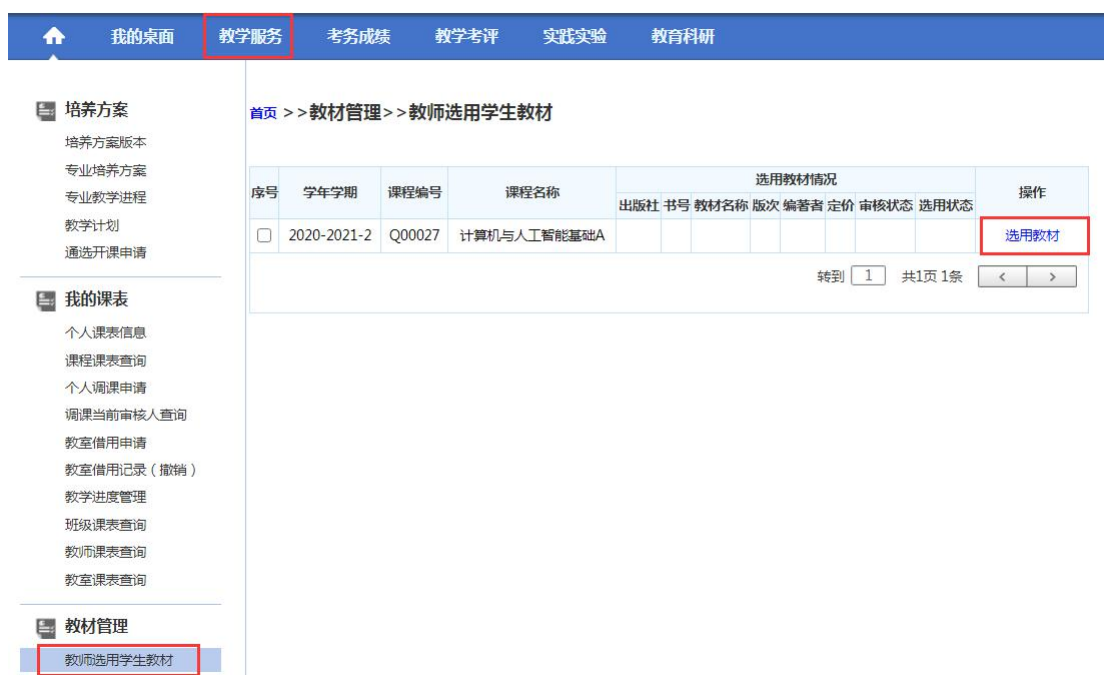 我的桌面 教学服务 考务成绩 教学考评 实践实验 教育科研
培养方案
培养方案版本
专业培养方案
专业教学进程
教学计划
通选开课申请
我的课表
个人课表信息
课程课表查询
个人调课申请
调课当前审核人查询
教室借用申请
教室借用记录（撤销）
教学进度管理
班级课表查询
教师课表查询
教室课表查询
教材管理
教师选用学生教材
首页 >>教材管理>>教师选用学生教材
序号 学年学期 课程编号 课程名称 选用教材情况 操作
出版社 书号 教材名称 版次 编著者 定价 审核状态 选用状态
2020-2021-2 Q00027 计算机与人工智能基础A 选用教材
转到 1 共1页 1条 < >